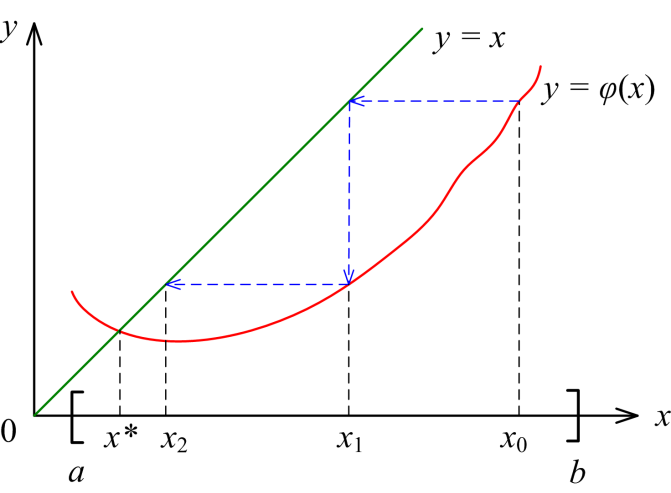 y
y = x
y = φ(x)
0
x* x₂ x₁ x₀ x
a b